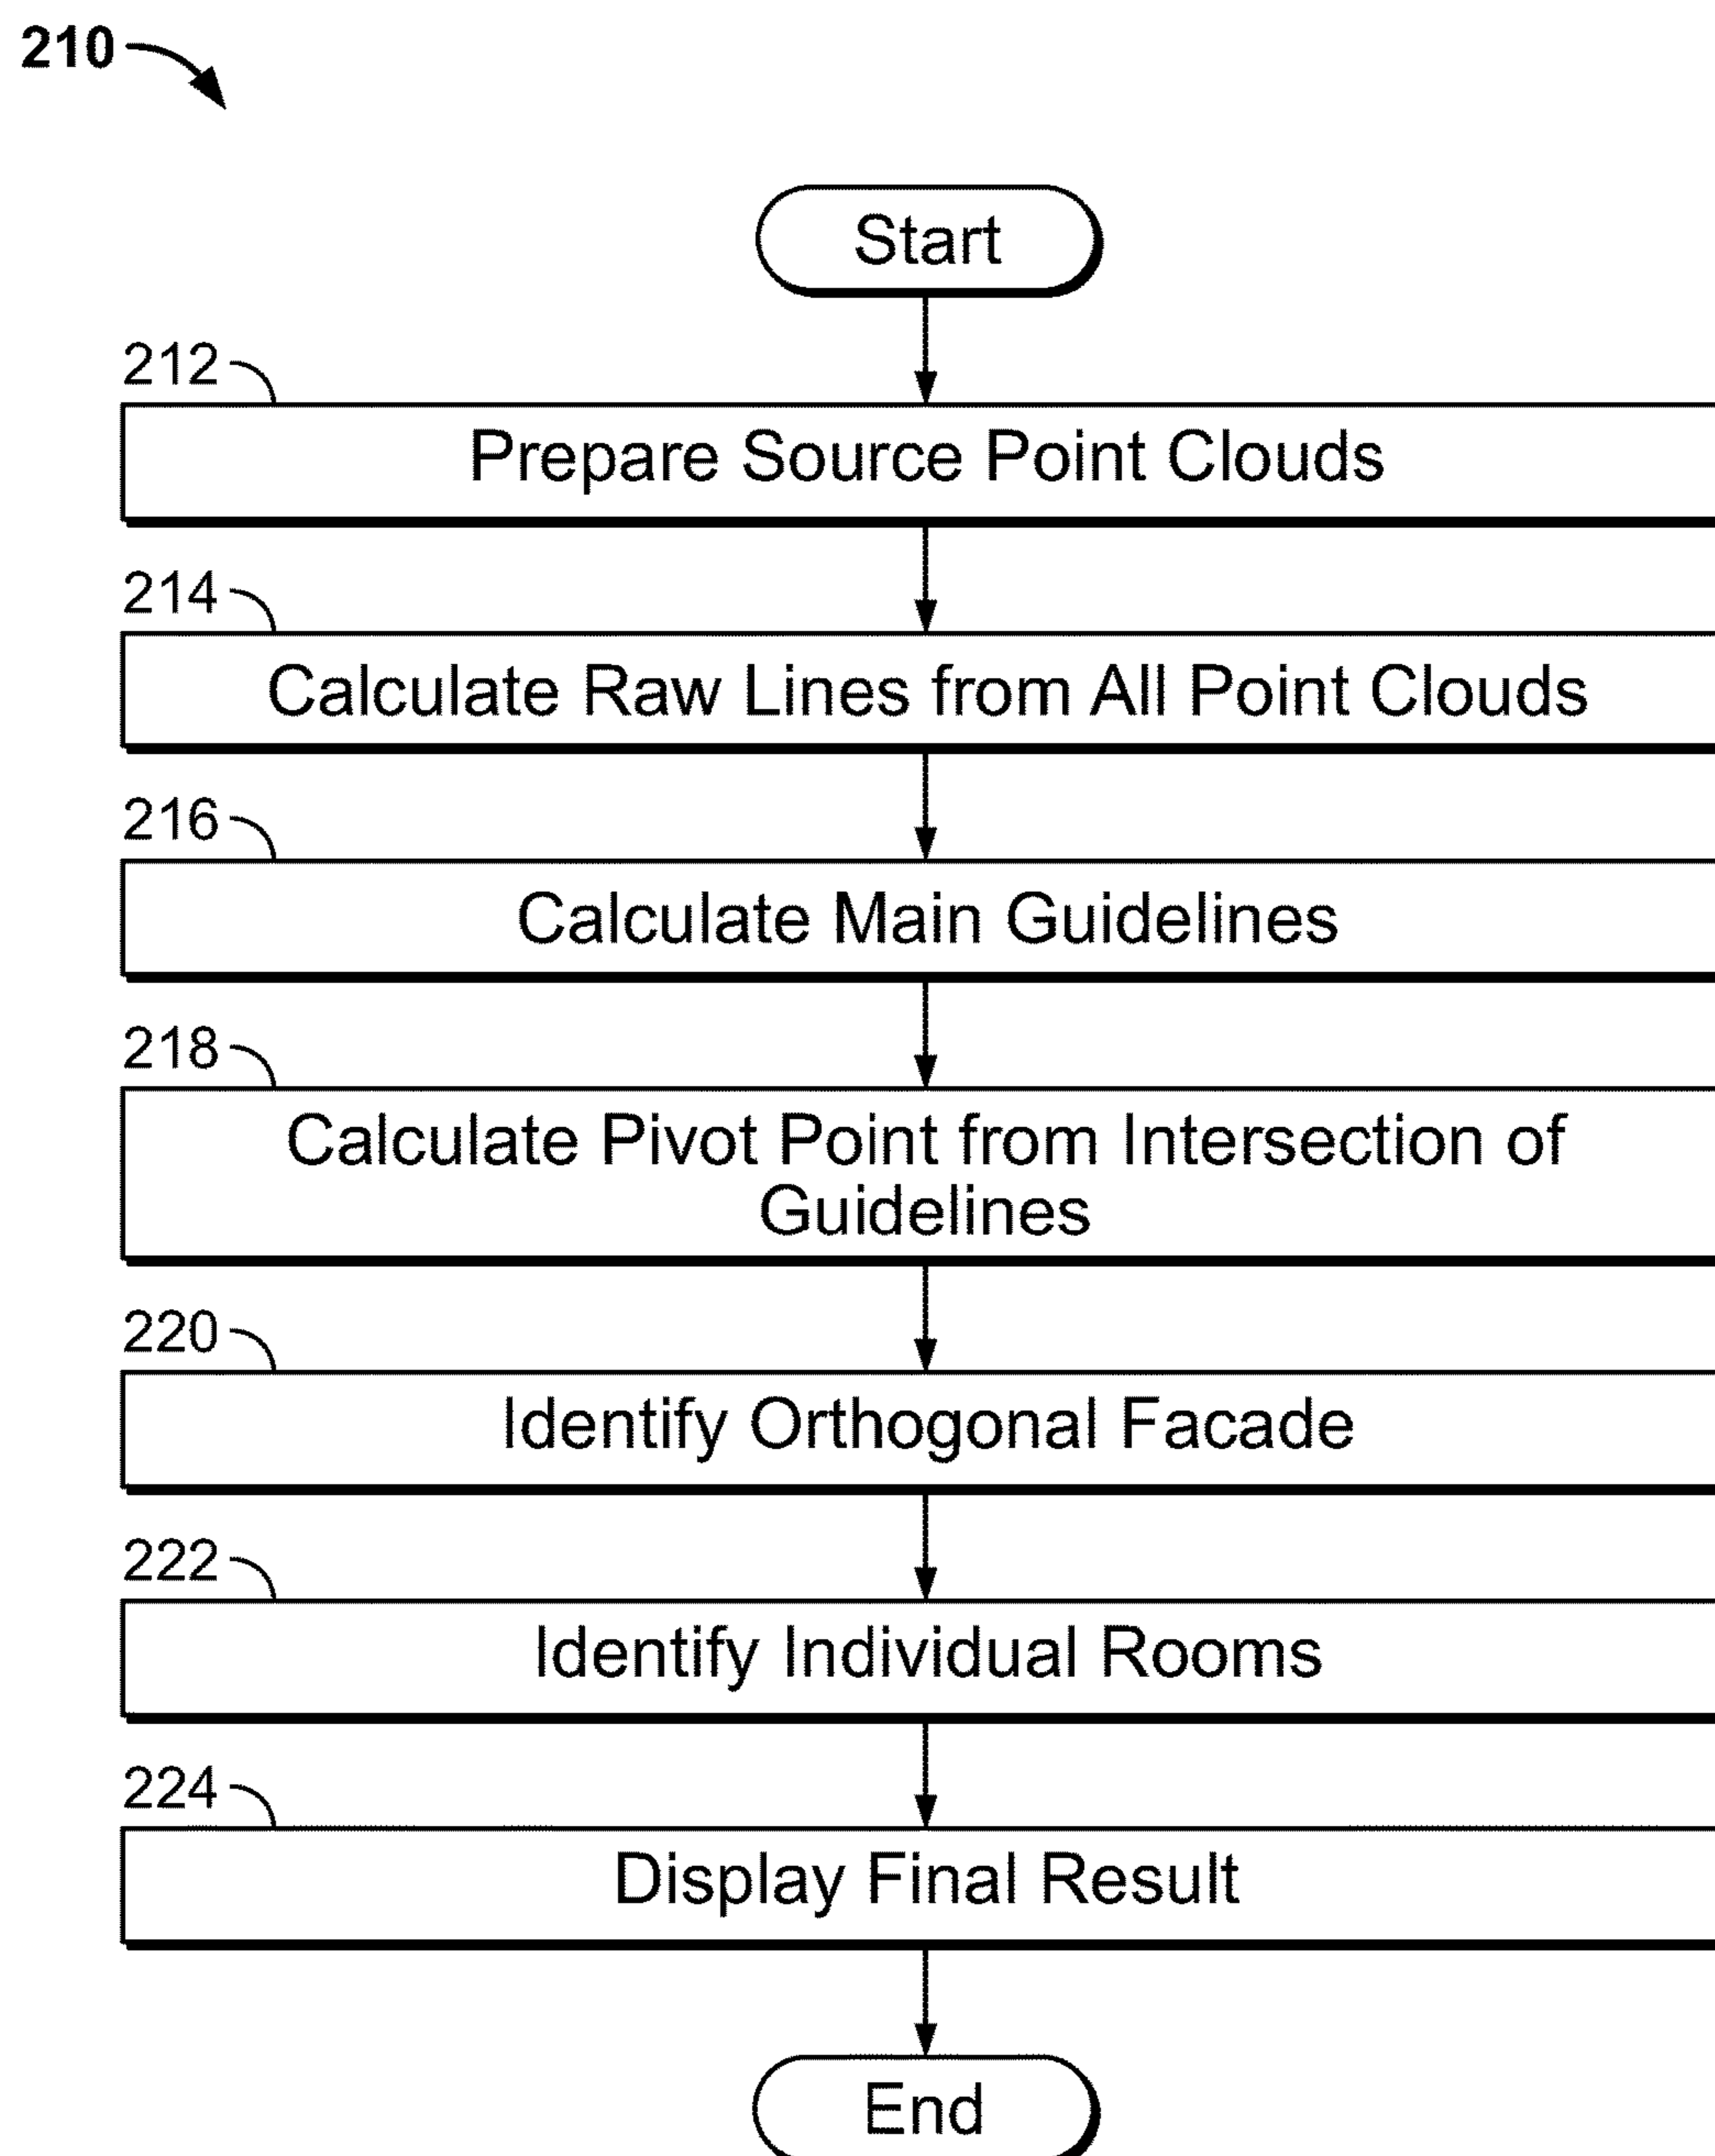 210
Start
212
Prepare Source Point Clouds
214
Calculate Raw Lines from All Point Clouds
216
Calculate Main Guidelines
218
Calculate Pivot Point from Intersection of
Guidelines
220
Identify Orthogonal Facade
222
Identify Individual Rooms
224
Display Final Result
End